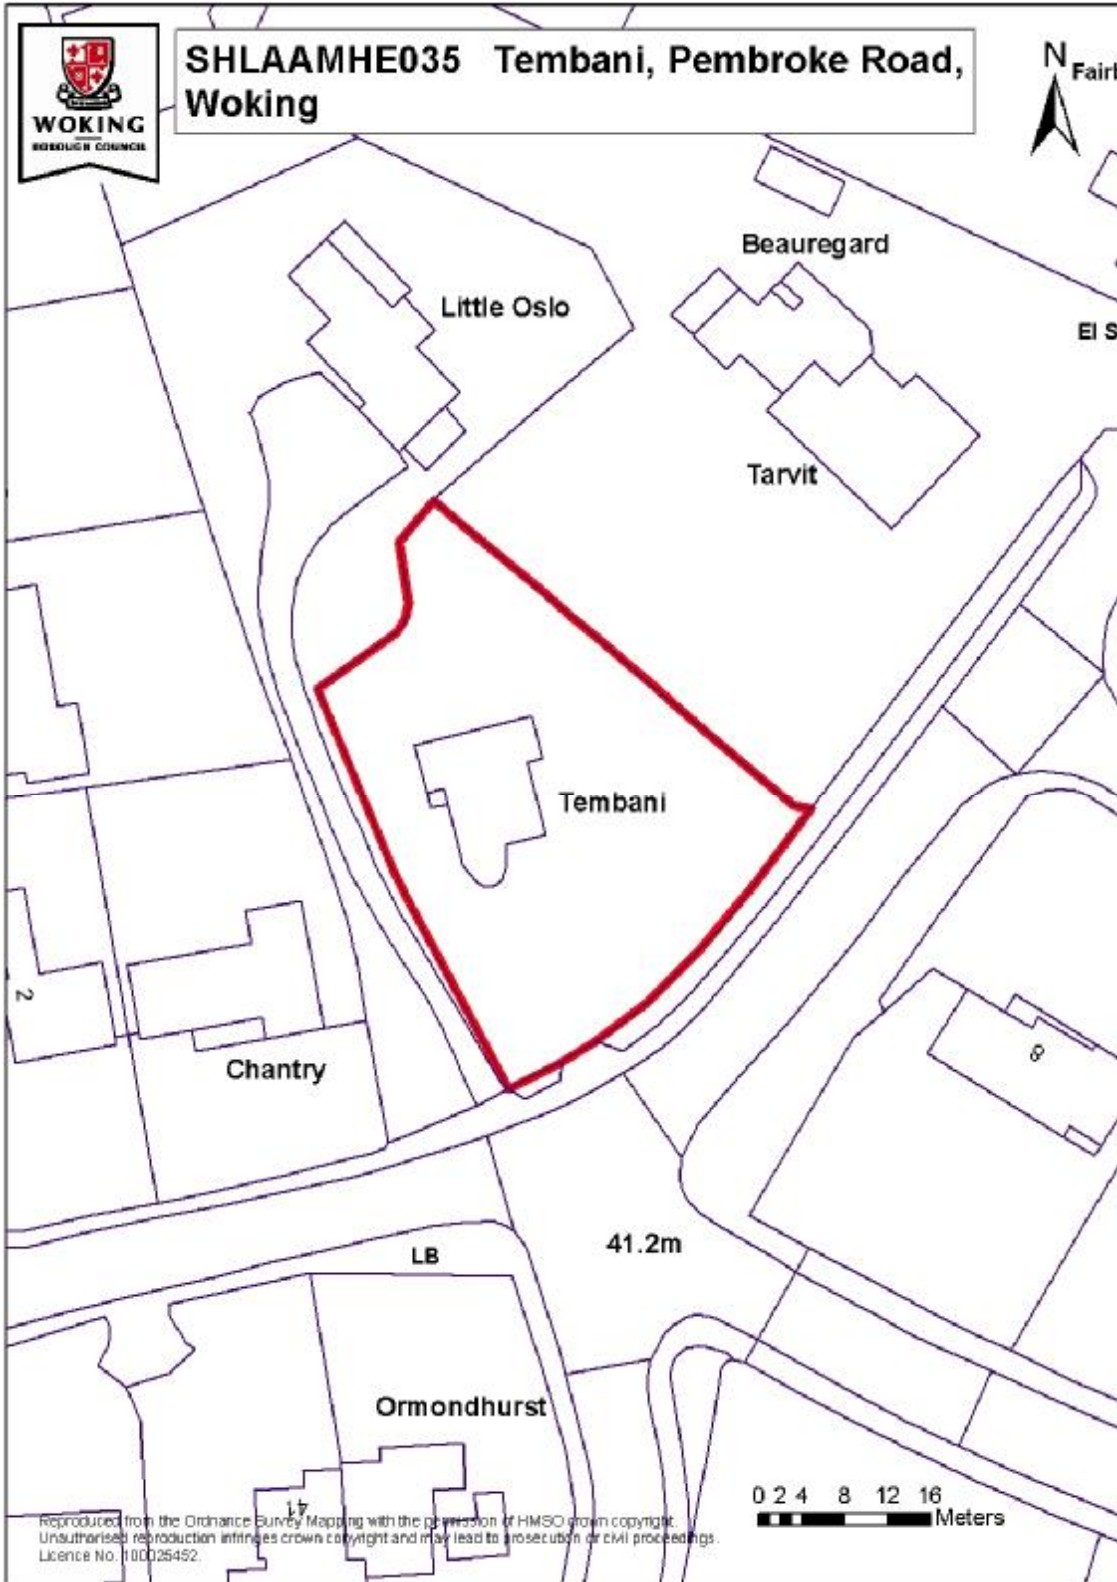 WOKING
BOROUGH COUNCIL
SHLAAMHE035 Tembani, Pembroke Road,
Woking
N
Beauregard
Little Oslo
El S
Tarvit
Tembani
2
Chantry
8
41.2m
LB
Ormondhurst
41
0 2 4 8 12 16
Meters
Reproduced from the Ordnance Survey Mapping with the permission of HMSO crown copyright.
Unauthorised reproduction infringes crown copyright and may lead to prosecution or civil proceedings.
Licence No. 100025452.